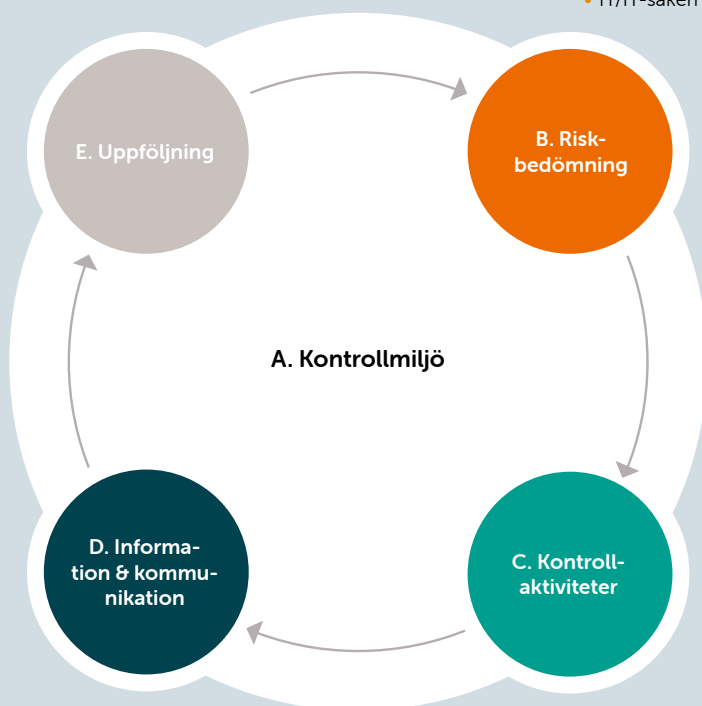 E. Uppföljning
B. Risk-
bedömning
A. Kontrollmiljö
D. Informa-
tion & kommu-
nikation
C. Kontroll-
aktiviteter